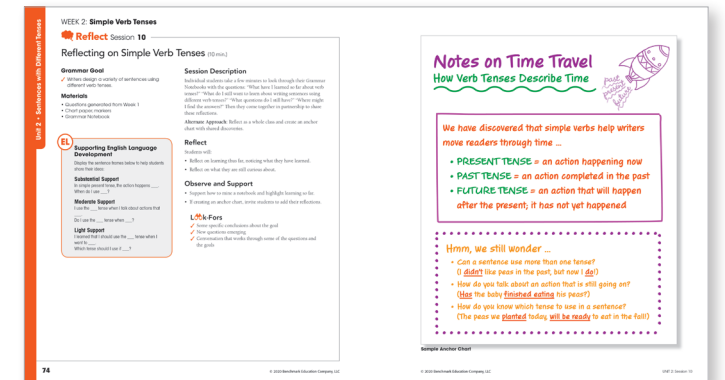 Unit 2 • Sentences with Different Tenses
WEEK 2: Simple Verb Tenses
Reflect Session 10
Reflecting on Simple Verb Tenses (10 min.)
Grammar Goal
✓ Writers design a variety of sentences using
different verb tenses.
Materials
• Questions generated from Week 1
• Chart paper, markers
• Grammar Notebook
EL
Supporting English Language
Development
Display the sentence frames below to help students
share their ideas:
Substantial Support
In simple present tense, the action happens ___.
When do I use ___?
Moderate Support
I use the ___ tense when I talk about actions that
___.
Do I use the ___ tense when ___?
Light Support
I learned that I should use the ___ tense when I
want to ___.
Which tense should I use if ___?
Session Description
Individual students take a few minutes to look through their Grammar
Notebooks with the questions: "What have I learned so far about verb
tenses?" "What do I still want to learn about writing sentences using
different verb tenses?" "What questions do I still have?" "Where might
I find the answer?" Then they come together in partnership to share
these reflections.
Alternate Approach: Reflect as a whole class and create an anchor
chart with shared discoveries.
Reflect
Students will:
• Reflect on learning thus far, noticing what they have learned.
• Reflect on what they are still curious about.
Observe and Support
• Support how to mine a notebook and highlight learning so far.
• If creating an anchor chart, invite students to add their reflections.
Look-Fors
✓ Some specific conclusions about the goal
✓ New questions emerging
✓ Conversation that works through some of the questions and
the goals
74
© 2020 Benchmark Education Company, LLC
Notes on Time Travel
How Verb Tenses Describe Time
past
present
future
We have discovered that simple verbs help writers
move readers through time ...
• PRESENT TENSE = an action happening now
• PAST TENSE = an action completed in the past
• FUTURE TENSE = an action that will happen
after the present; it has not yet happened
Hmm, we still wonder ...
• Can a sentence use more than one tense?
(I didn't like peas in the past, but now I do!)
• How do you talk about an action that is still going on?
(Has the baby finished eating his peas?)
• How do you know which tense to use in a sentence?
(The peas we planted today will be ready to eat in the fall!)
Sample Anchor Chart
© 2020 Benchmark Education Company, LLC
UNIT 2: Session 10